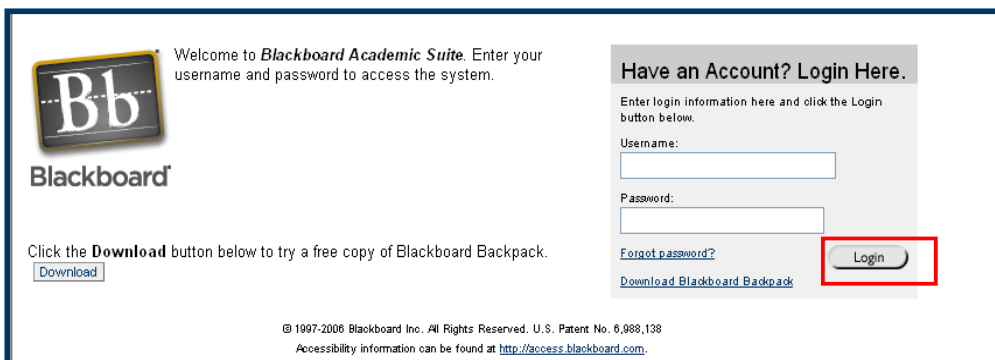 Bb
Blackboard
Welcome to Blackboard Academic Suite. Enter your
username and password to access the system.
Click the Download button below to try a free copy of Blackboard Backpack.
Download
Have an Account? Login Here.
Enter login information here and click the Login
button below.
Username:
Password:
Forgot password?
Login
Download Blackboard Backpack
© 1997-2006 Blackboard Inc. All Rights Reserved. U.S. Patent No. 6,988,138
Accessibility information can be found at http://access.blackboard.com.